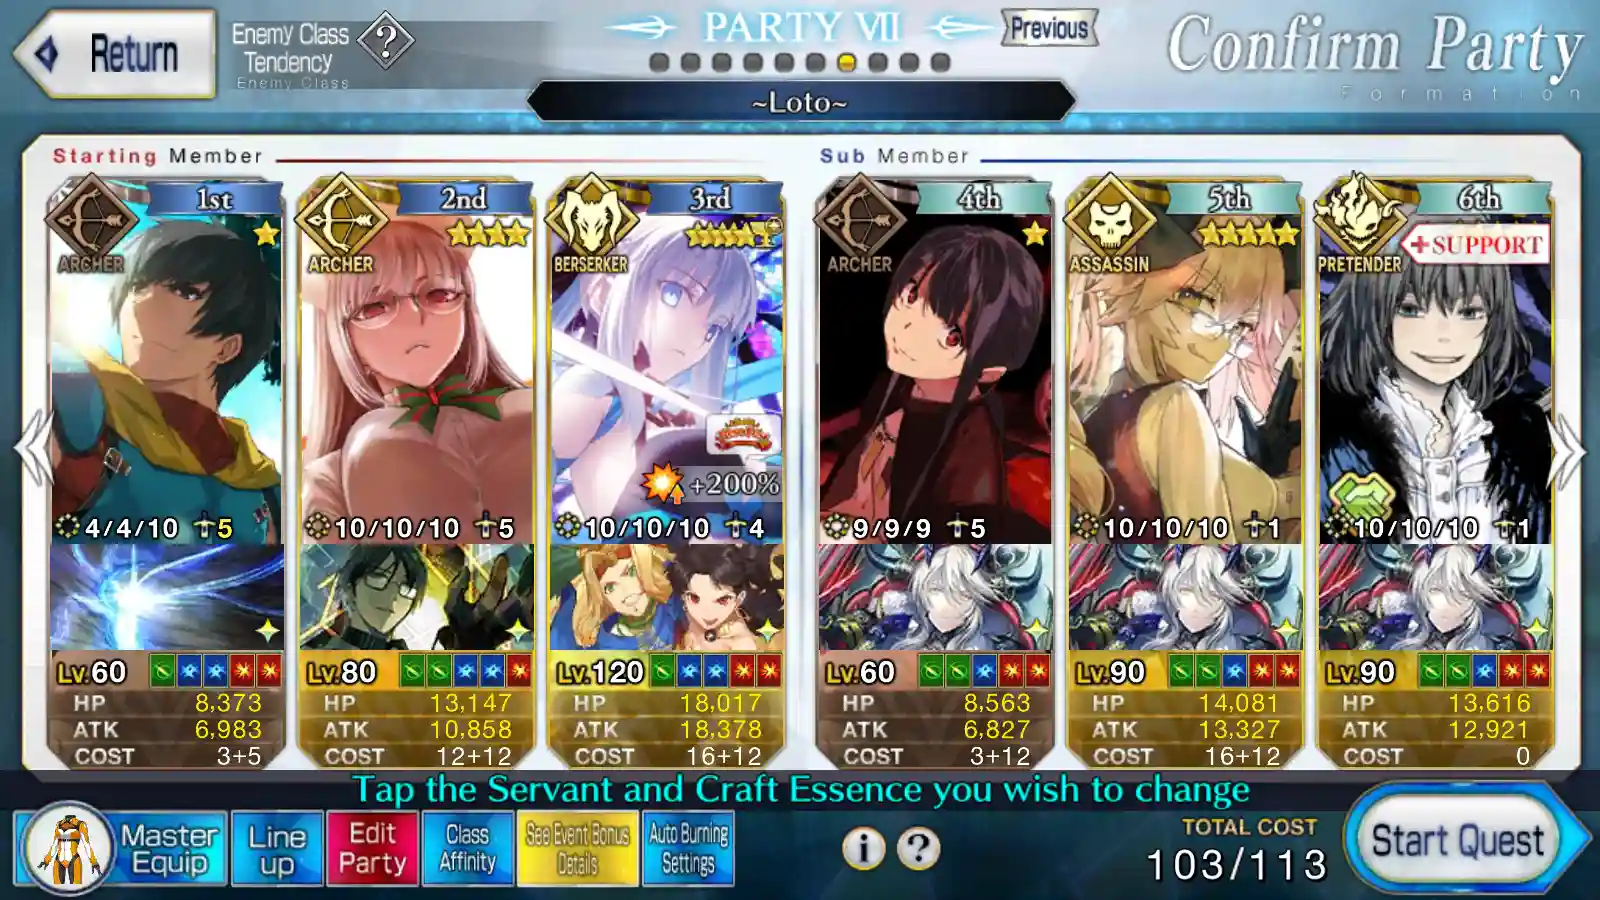 Return
Enemy Class
Tendency
Enemy Class
?
PARTY VII
Previous
~Loto~
Confirm Party
Formation
Starting Member
Sub Member
1st
ARCHER
4/4/10 5
Lv.60
HP 8,373
ATK 6,983
COST 3+5
2nd
ARCHER
10/10/10 5
Lv.80
HP 13,147
ATK 10,858
COST 12+12
3rd
BERSERKER
+200%
10/10/10 4
Lv.120
HP 18,017
ATK 18,378
COST 16+12
4th
ARCHER
9/9/9 5
Lv.60
HP 8,563
ATK 6,827
COST 3+12
5th
ASSASSIN
10/10/10 1
Lv.90
HP 14,081
ATK 13,327
COST 16+12
6th
+SUPPORT
PRETENDER
10/10/10 1
Lv.90
HP 13,616
ATK 12,921
COST 0
Tap the Servant and Craft Essence you wish to change
Master
Equip
Line
up
Edit
Party
Class
Affinity
See Event Bonus
Details
Auto Burning
Settings
i
?
TOTAL COST
103/113
Start Quest